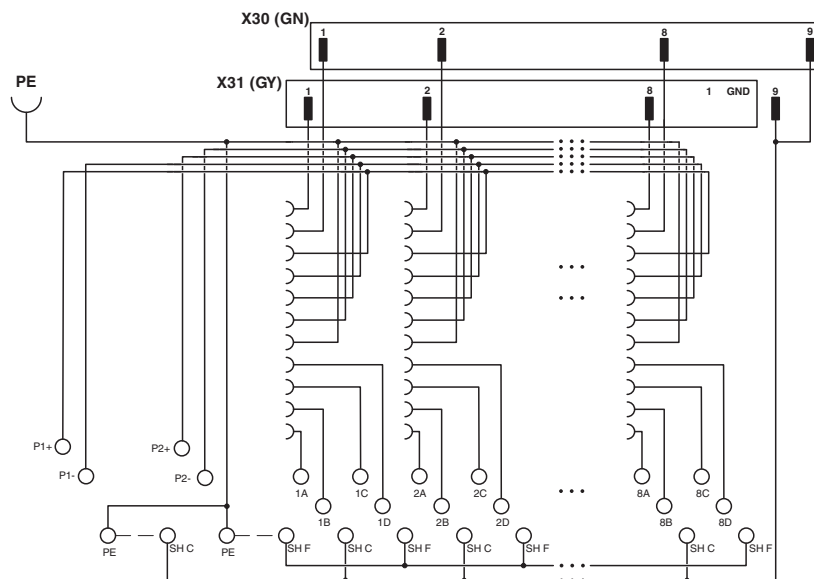 X30 (GN)
1 2 8 9
PE
X31 (GY)
1 2 8 1 GND 9
P1+ P2+
P1- P2-
1A 1C 2A 2C 8A 8C
1B 1D 2B 2D 8B 8D
PE SH C PE SH F SH C SH F SH C SH F SH C SH F